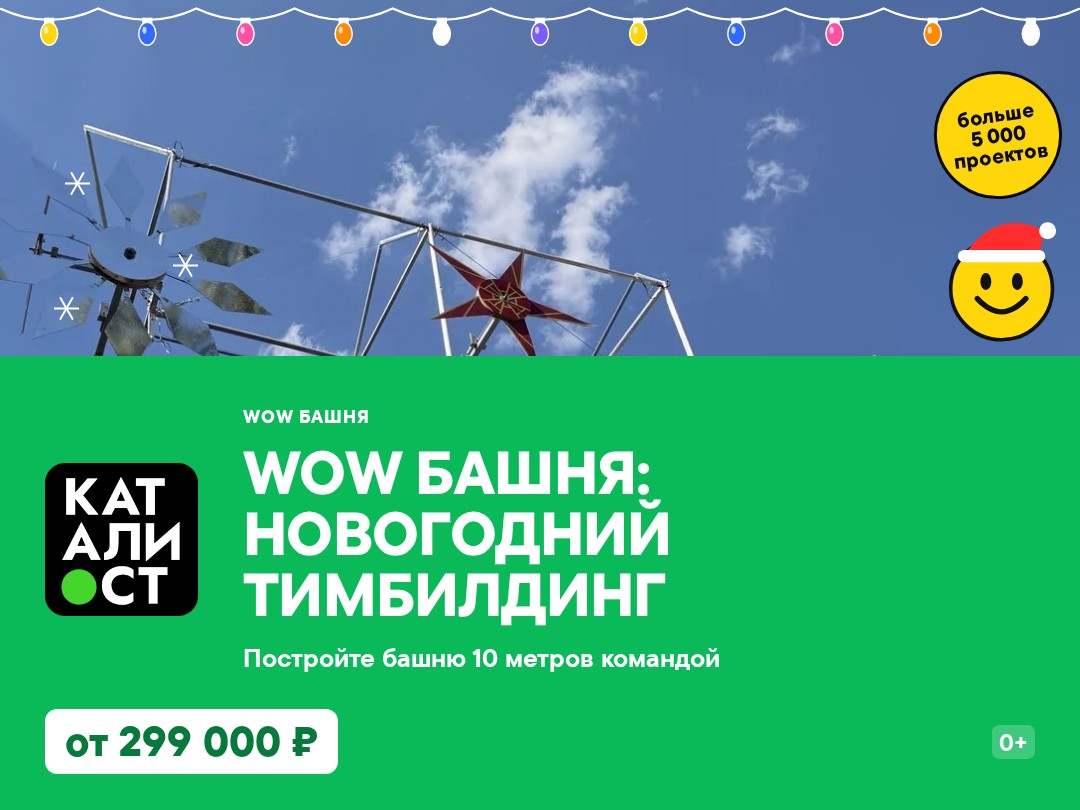 больше
5 000
проектов
WOW БАШНЯ
WOW БАШНЯ:
НОВОГОДНИЙ
ТИМБИЛДИНГ
КАТ
АЛИ
СТ
Постройте башню 10 метров командой
от 299 000 ₽
0+